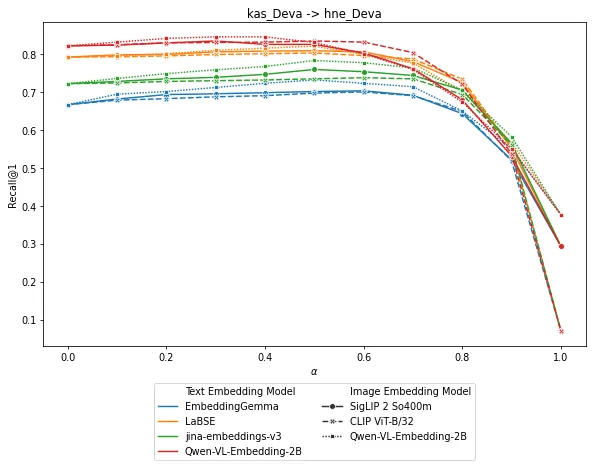 kas_Deva -> hne_Deva
Recall@1
0.8
0.7
0.6
0.5
0.4
0.3
0.2
0.1
0.0 0.2 0.4 0.6 0.8 1.0
α
Text Embedding Model Image Embedding Model
EmbeddingGemma SigLIP 2 So400m
LaBSE CLIP ViT-B/32
jina-embeddings-v3 Qwen-VL-Embedding-2B
Qwen-VL-Embedding-2B